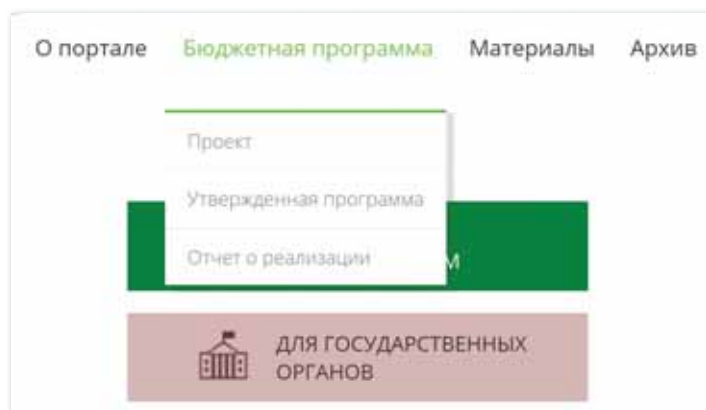 О портале Бюджетная программа Материалы Архив
Проект
Утвержденная программа
Отчет о реализации
М
ДЛЯ ГОСУДАРСТВЕННЫХ
ОРГАНОВ